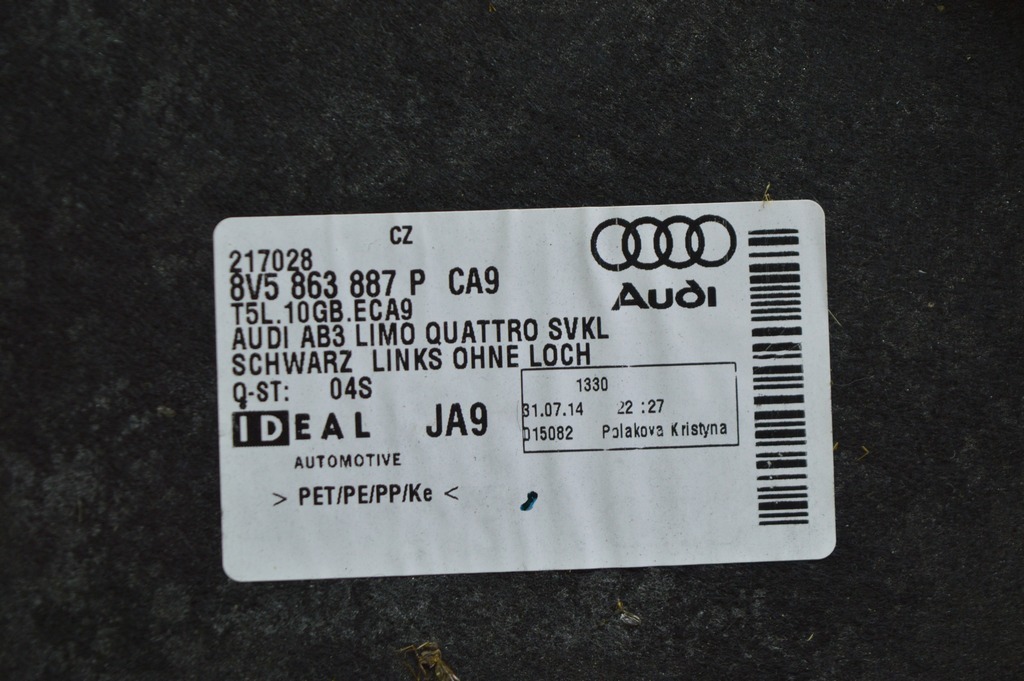 CZ
217028
8V5 863 887 P CA9
T5L.10GB.ECA9
AUDI AB3 LIMO QUATTRO SVKL
SCHWARZ LINKS OHNE LOCH
Q-ST: 04S
IDEAL
AUTOMOTIVE
JA9
> PET/PE/PP/Ke <
Audi
1330
31.07.14 22:27
015082 Polakova Kristyna